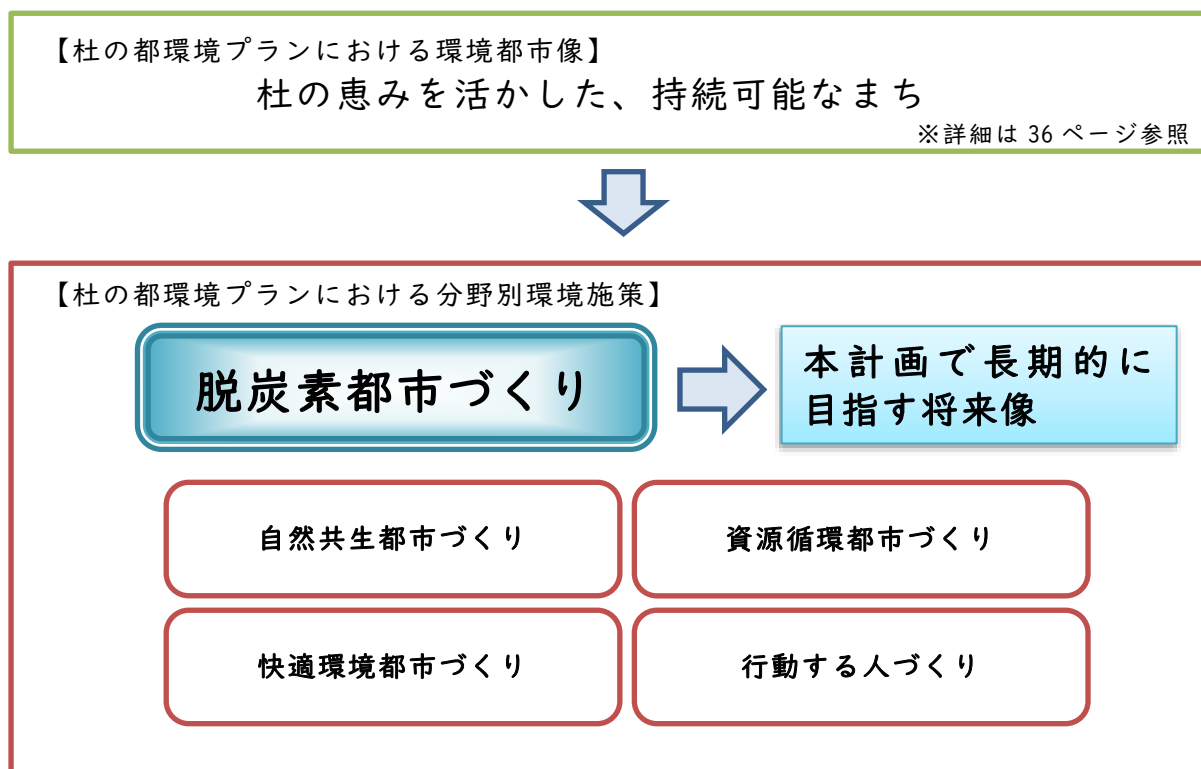 【杜の都環境プランにおける環境都市像】
杜の恵みを活かした、持続可能なまち
※詳細は 36 ページ参照
【杜の都環境プランにおける分野別環境施策】
脱炭素都市づくり
本計画で長期的に
目指す将来像
自然共生都市づくり
資源循環都市づくり
快適環境都市づくり
行動する人づくり